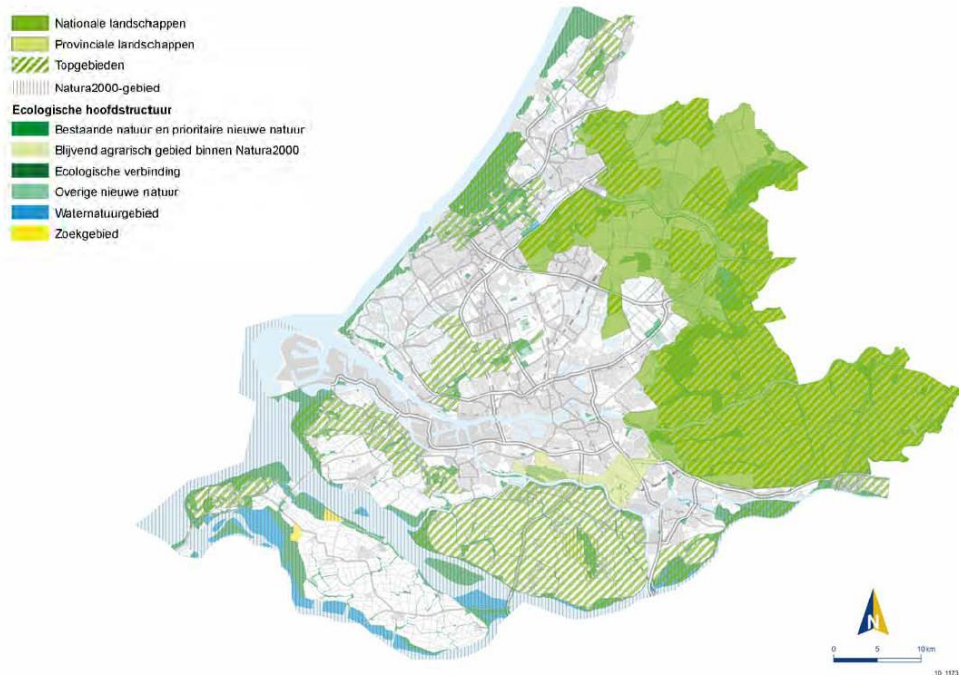 Nationale landschappen
Provinciale landschappen
Topgebieden
Natura2000-gebied
Ecologische hoofdstructuur
Bestaande natuur en prioritaire nieuwe natuur
Blijvend agrarisch gebied binnen Natura2000
Ecologische verbinding
Overige nieuwe natuur
Waternatuurgebied
Zoekgebied
N
0 5 10km
10_1173